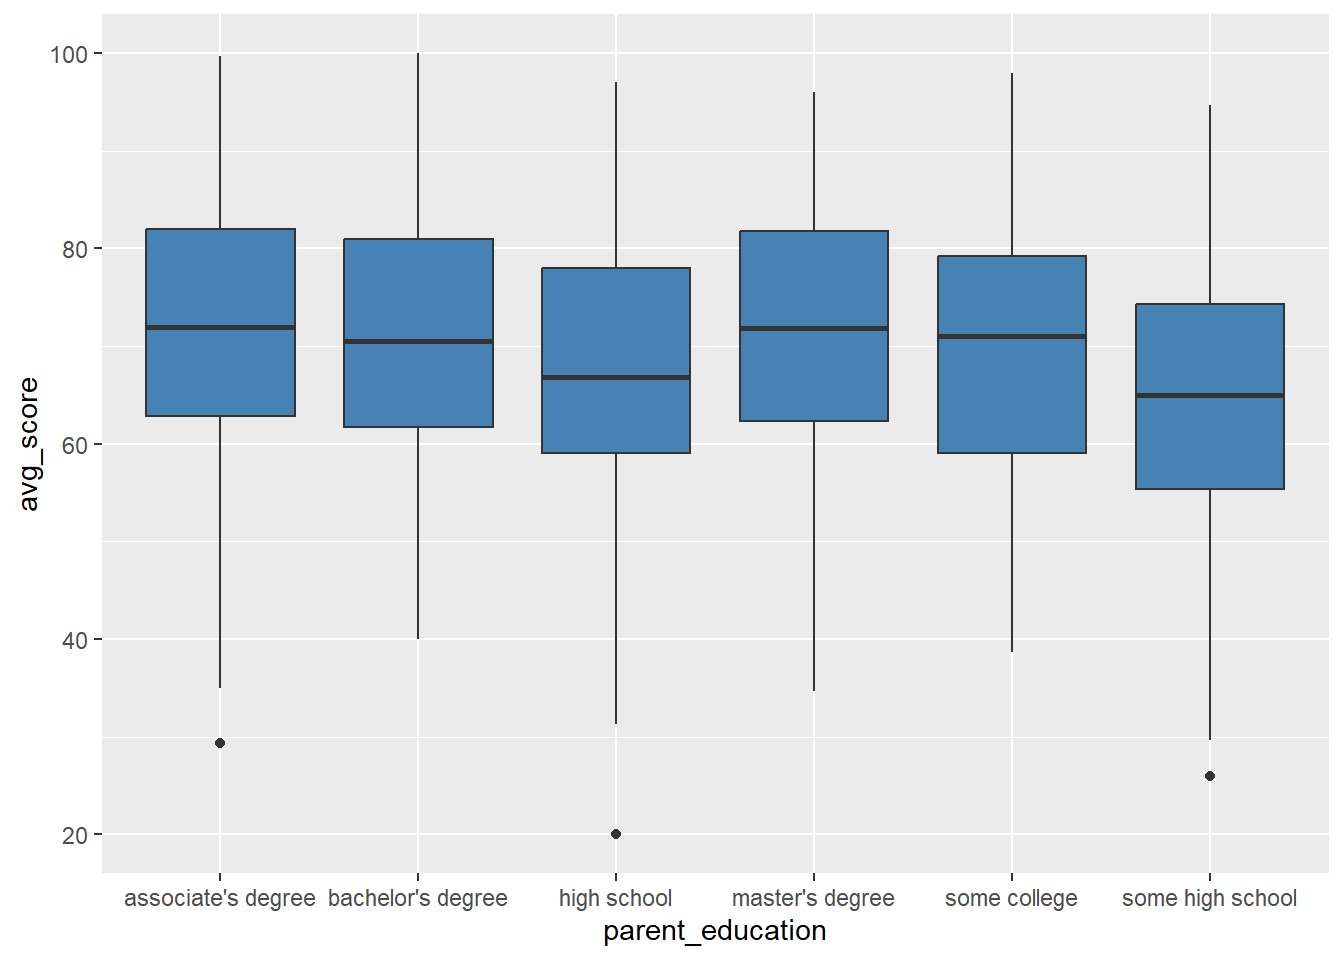 100
80
60
40
20
avg_score
associate's degree bachelor's degree high school master's degree some college some high school
parent_education